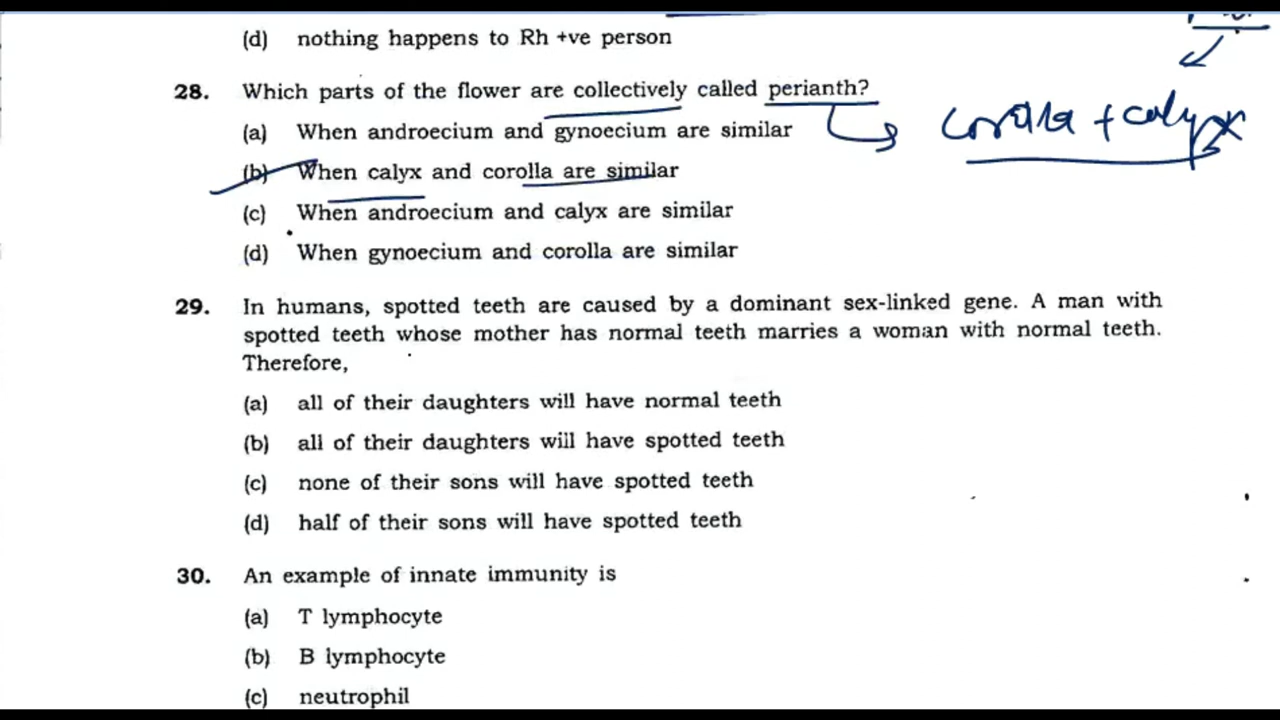 (d) nothing happens to Rh +ve person
28. Which parts of the flower are collectively called perianth?
(a) When androecium and gynoecium are similar
corolla + calyx
(b) When calyx and corolla are similar
(c) When androecium and calyx are similar
(d) When gynoecium and corolla are similar
29. In humans, spotted teeth are caused by a dominant sex-linked gene. A man with
spotted teeth whose mother has normal teeth marries a woman with normal teeth.
Therefore,
(a) all of their daughters will have normal teeth
(b) all of their daughters will have spotted teeth
(c) none of their sons will have spotted teeth
(d) half of their sons will have spotted teeth
30. An example of innate immunity is
(a) T lymphocyte
(b) B lymphocyte
(c) neutrophil